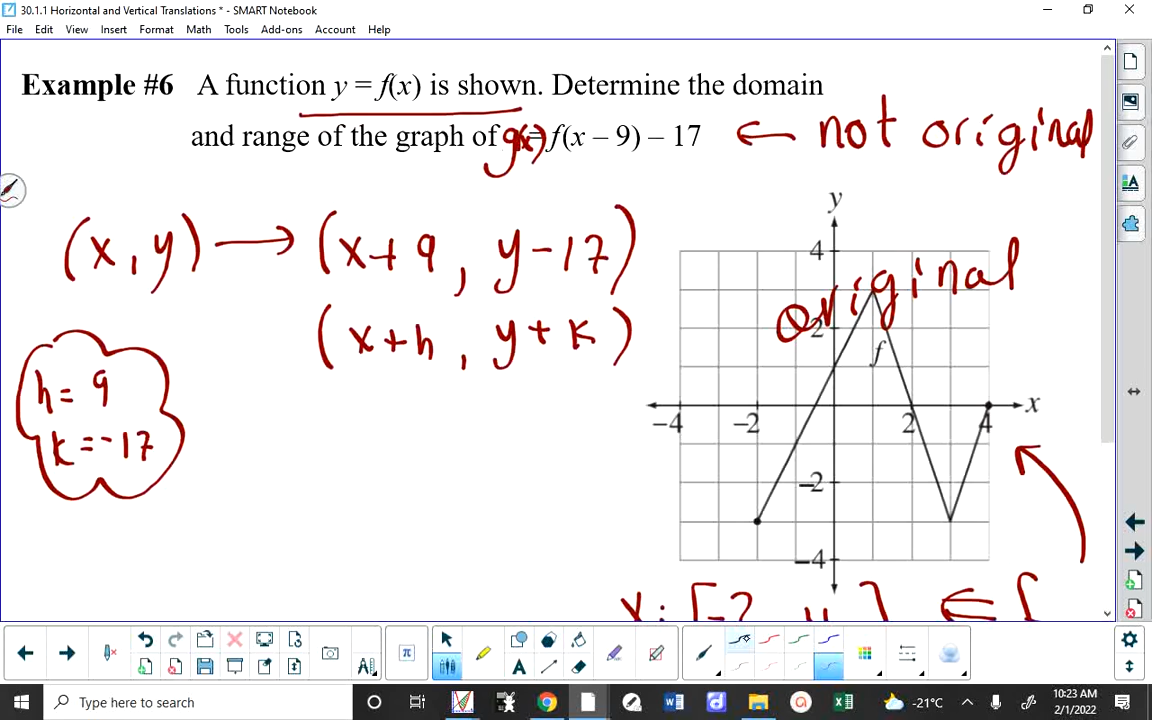 30.1.1 Horizontal and Vertical Translations * - SMART Notebook
File Edit View Insert Format Math Tools Add-ons Account Help
Example #6 A function y = f(x) is shown. Determine the domain
and range of the graph of g(x) = f(x – 9) – 17 ← not original
(x, y) → (x+9, y-17)
(x+h, y+k)
h = 9
k = -17
y
4
original
2
f
-4 -2 2 4 x
-2
-4
x: [-2, 4] ∈ [
π
A
Type here to search
-21°C
10:23 AM
2/1/2022